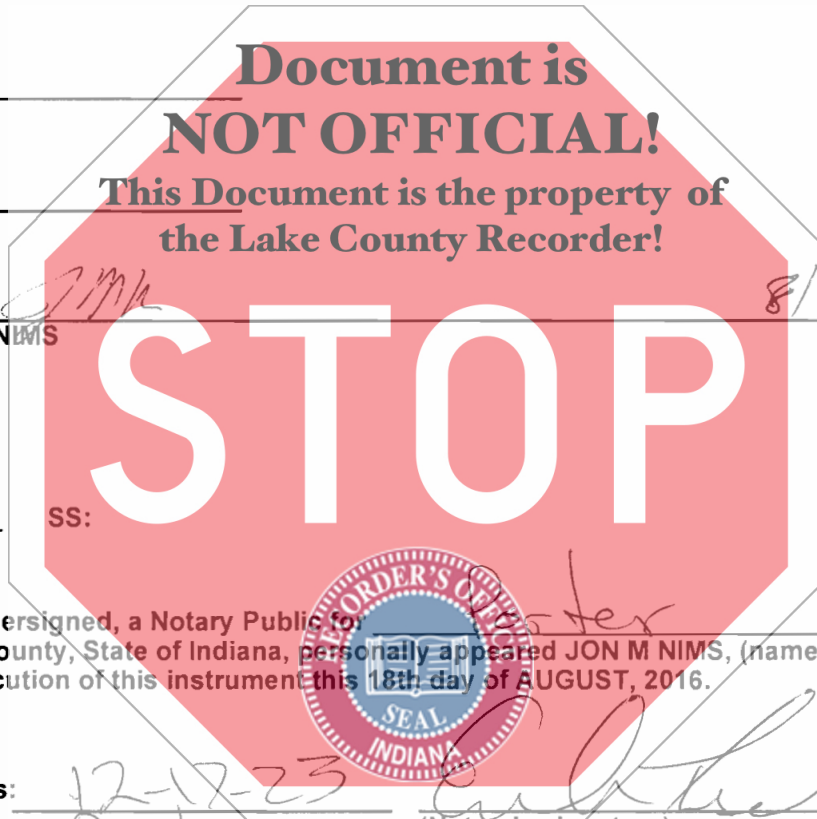 Document is
NOT OFFICIAL!
This Document is the property of
the Lake County Recorder!
8/
NIMS
STOP
SS:
RECORDER'S OFFICE
ersigned, a Notary Public for Porter
ounty, State of Indiana, personally appeared JON M NIMS, (name
cution of this instrument this 18th day of AUGUST, 2016.
SEAL
INDIANA
s: 12-17-23